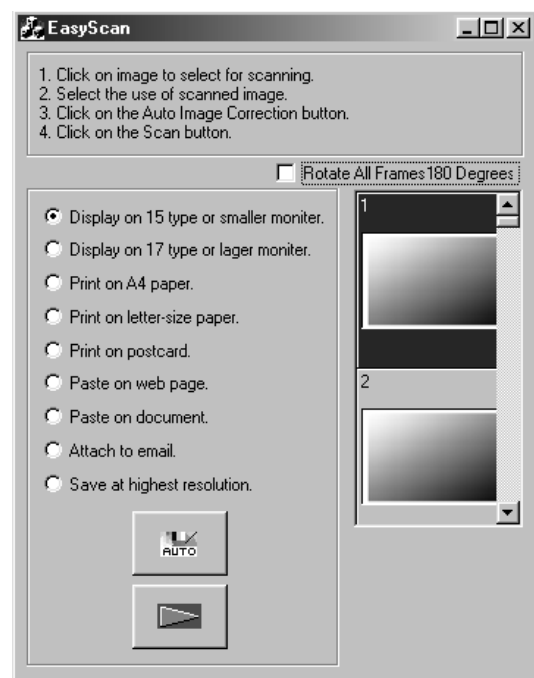 EasyScan
1. Click on image to select for scanning.
2. Select the use of scanned image.
3. Click on the Auto Image Correction button.
4. Click on the Scan button.
Rotate All Frames180 Degrees
Display on 15 type or smaller moniter.
Display on 17 type or lager moniter.
Print on A4 paper.
Print on letter-size paper.
Print on postcard.
Paste on web page.
Paste on document.
Attach to email.
Save at highest resolution.
AUTO
1
2